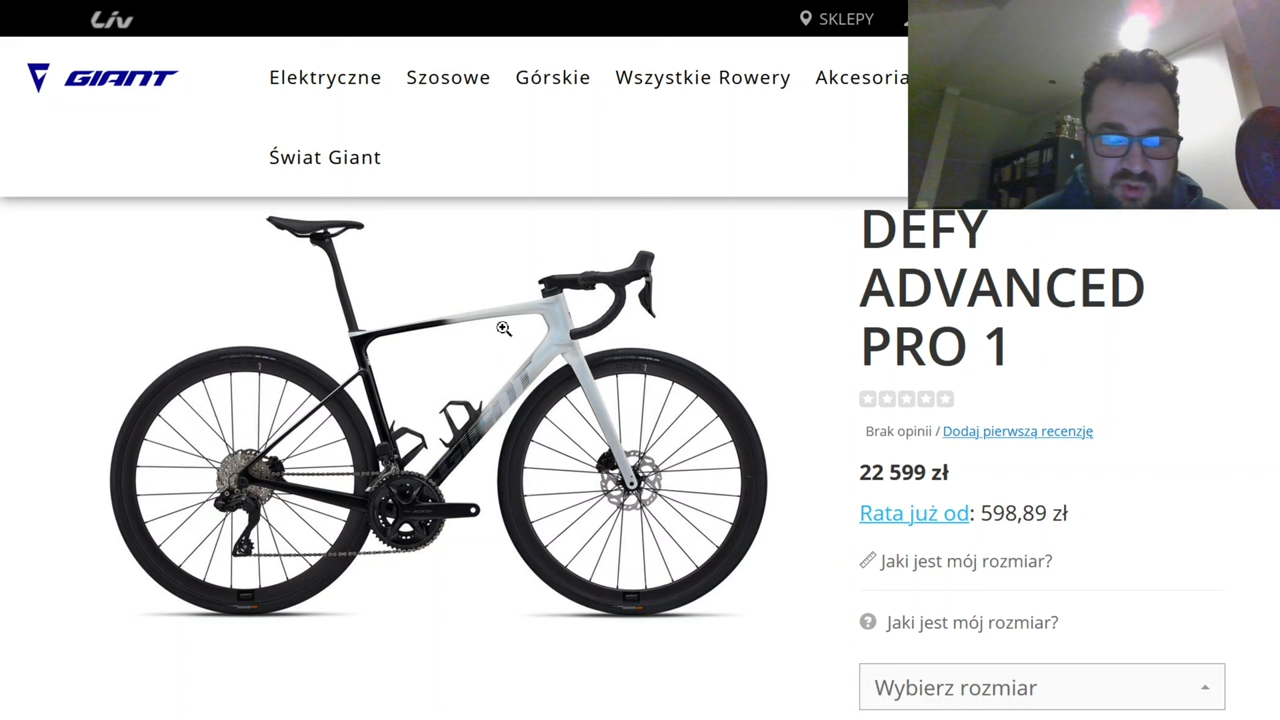 Liv
SKLEPY
GIANT
Elektryczne Szosowe Górskie Wszystkie Rowery Akcesoria
Świat Giant
DEFY
ADVANCED
PRO 1
Brak opinii / Dodaj pierwszą recenzję
22 599 zł
Rata już od: 598,89 zł
Jaki jest mój rozmiar?
Jaki jest mój rozmiar?
Wybierz rozmiar